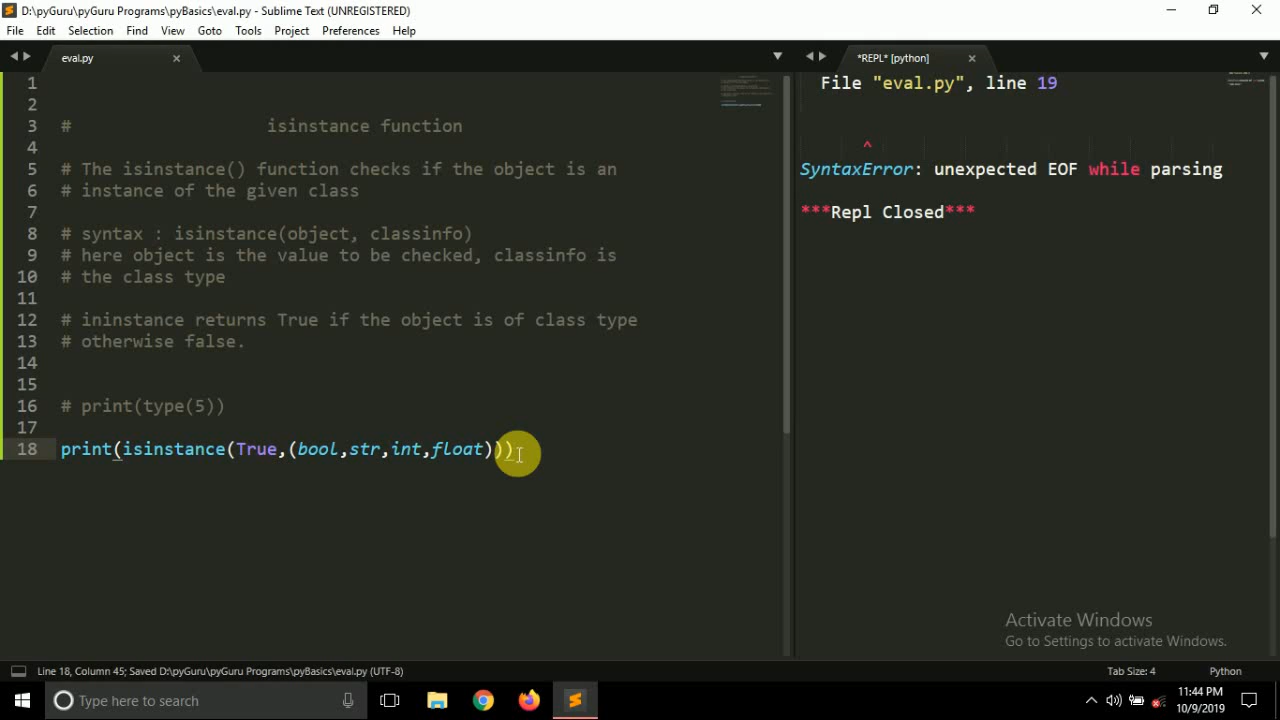 D:\pyGuru\pyGuru Programs\pyBasics\eval.py - Sublime Text (UNREGISTERED)
File Edit Selection Find View Goto Tools Project Preferences Help
eval.py
*REPL* [python]
1
2
3 # isinstance function
4
5 # The isinstance() function checks if the object is an
6 # instance of the given class
7
8 # syntax : isinstance(object, classinfo)
9 # here object is the value to be checked, classinfo is
10 # the class type
11
12 # ininstance returns True if the object is of class type
13 # otherwise false.
14
15
16 # print(type(5))
17
18 print(isinstance(True,(bool,str,int,float)))
File "eval.py", line 19
^
SyntaxError: unexpected EOF while parsing
***Repl Closed***
Activate Windows
Go to Settings to activate Windows.
Line 18, Column 45; Saved D:\pyGuru\pyGuru Programs\pyBasics\eval.py (UTF-8)
Tab Size: 4
Python
Type here to search
11:44 PM
10/9/2019